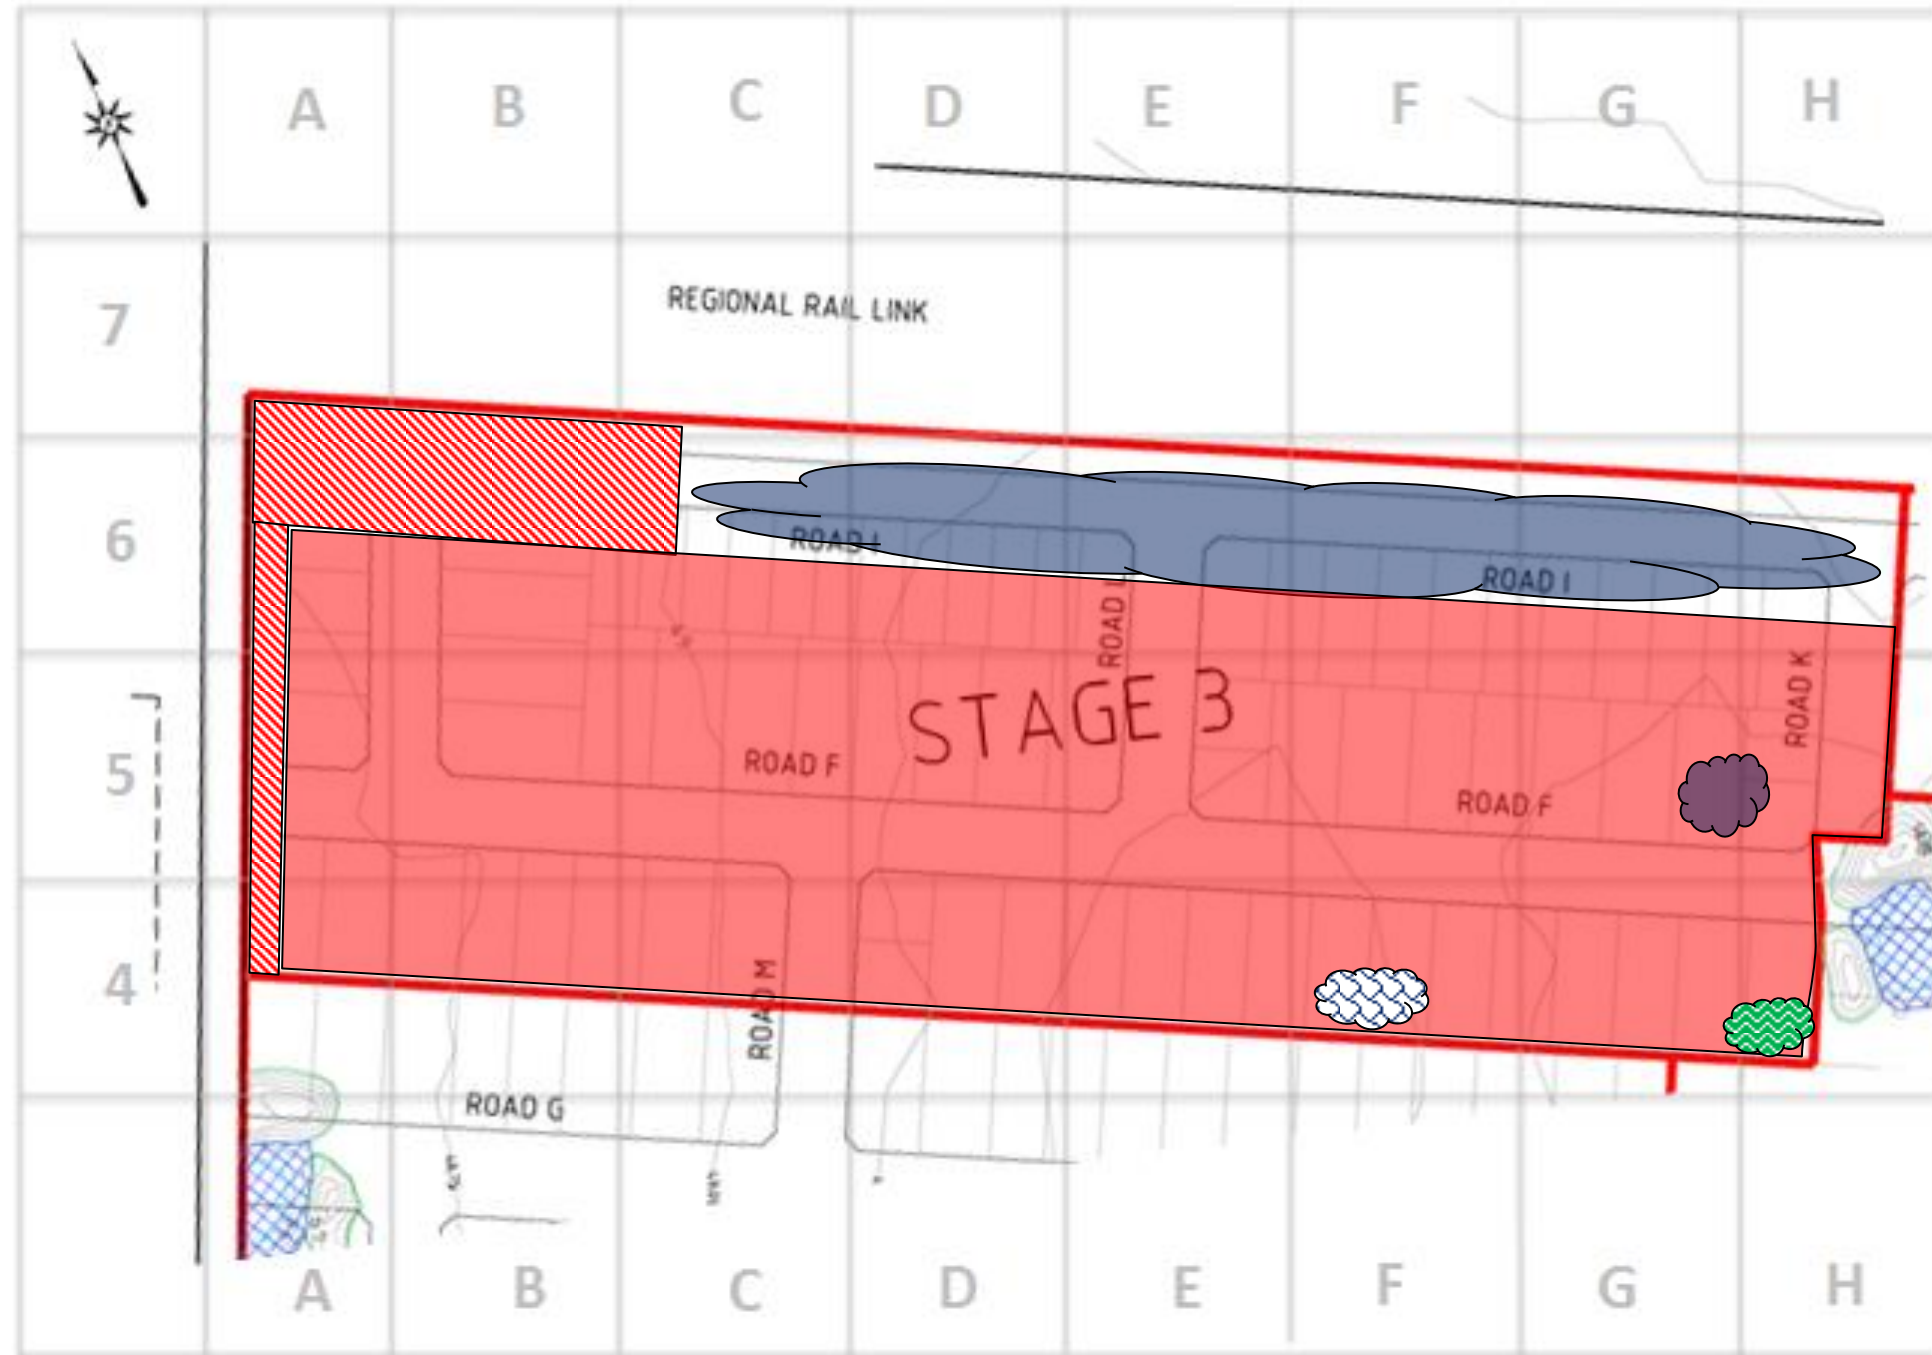 A B C D E F G H
7
REGIONAL RAIL LINK
6
ROAD I
ROAD I
ROAD L
ROAD K
STAGE 3
5
ROAD F
ROAD F
4
ROAD M
ROAD G
A B C D E F G H